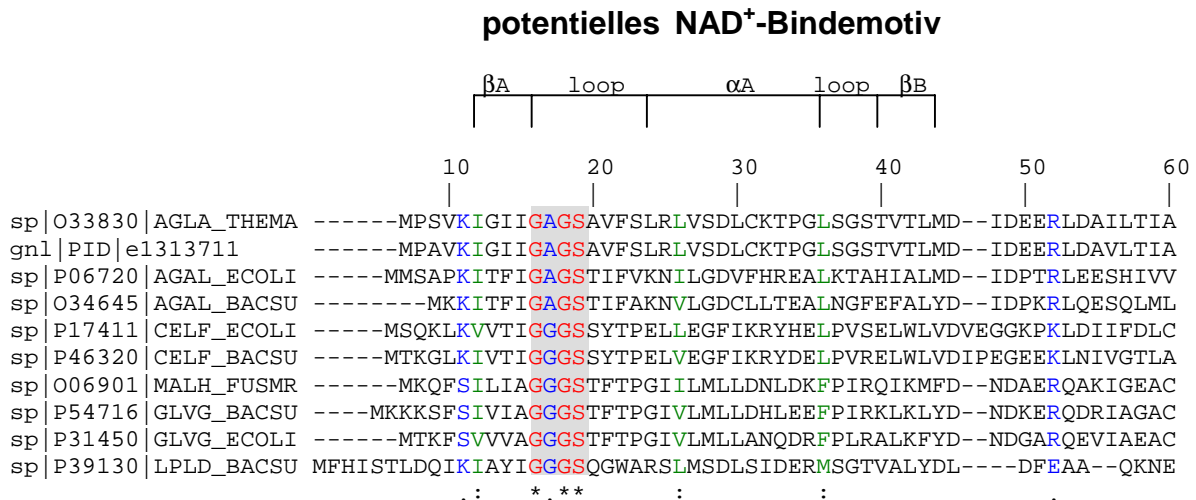 potentielles NAD+-Bindemotiv
βA loop αA loop βB
10 20 30 40 50 60
sp|O33830|AGLA_THEMA ------MPSVKIGIIGAGSAVFSLRLVSDLCKTPGLSGSTVTLMD--IDEERLDAILTIA
gnl|PID|e1313711 ------MPAVKIGIIGAGSAVFSLRLVSDLCKTPGLSGSTVTLMD--IDEERLDAVLTIA
sp|P06720|AGAL_ECOLI ------MMSAPKITFIGAGSTIFVKNILGDVFHREALKTAHIALMD--IDPTRLEESHIVV
sp|O34645|AGAL_BACSU --------MKKITFIGAGSTIFAKNVLGDCLLTEALNGFEFALYD--IDPKRLQESQLML
sp|P17411|CELF_ECOLI -----MSQKLKVVTIGGGSSYTPELLEGFIKRYHELPVSELWLVDVEGGKPKLDIIFDLC
sp|P46320|CELF_BACSU -----MTKGLKIVTIGGGSSYTPELVEGFIKRYDELPVRELWLVDIPEGEEKLNIVGTLA
sp|O06901|MALH_FUSMR ------MKQFSILIAGGGSTFTPGIILMLLDNLDKFPIRQIKMFD--NDAERQAKIGEAC
sp|P54716|GLVG_BACSU ----MKKKSFSIVIAGGGSTFTPGIVLMLLDHLEEFPIRKLKLYD--NDKERQDRIAGAC
sp|P31450|GLVG_ECOLI ------MTKFSVVVAGGGSTFTPGIVLMLLANQDRFPLRALKFYD--NDGARQEVIAEAC
sp|P39130|LPLD_BACSU MFHISTLDQIKIAYIGGGSQGWARSLMSDLSIDERMSGTVALYDL----DFEAA--QKNE
.: *.** : : .